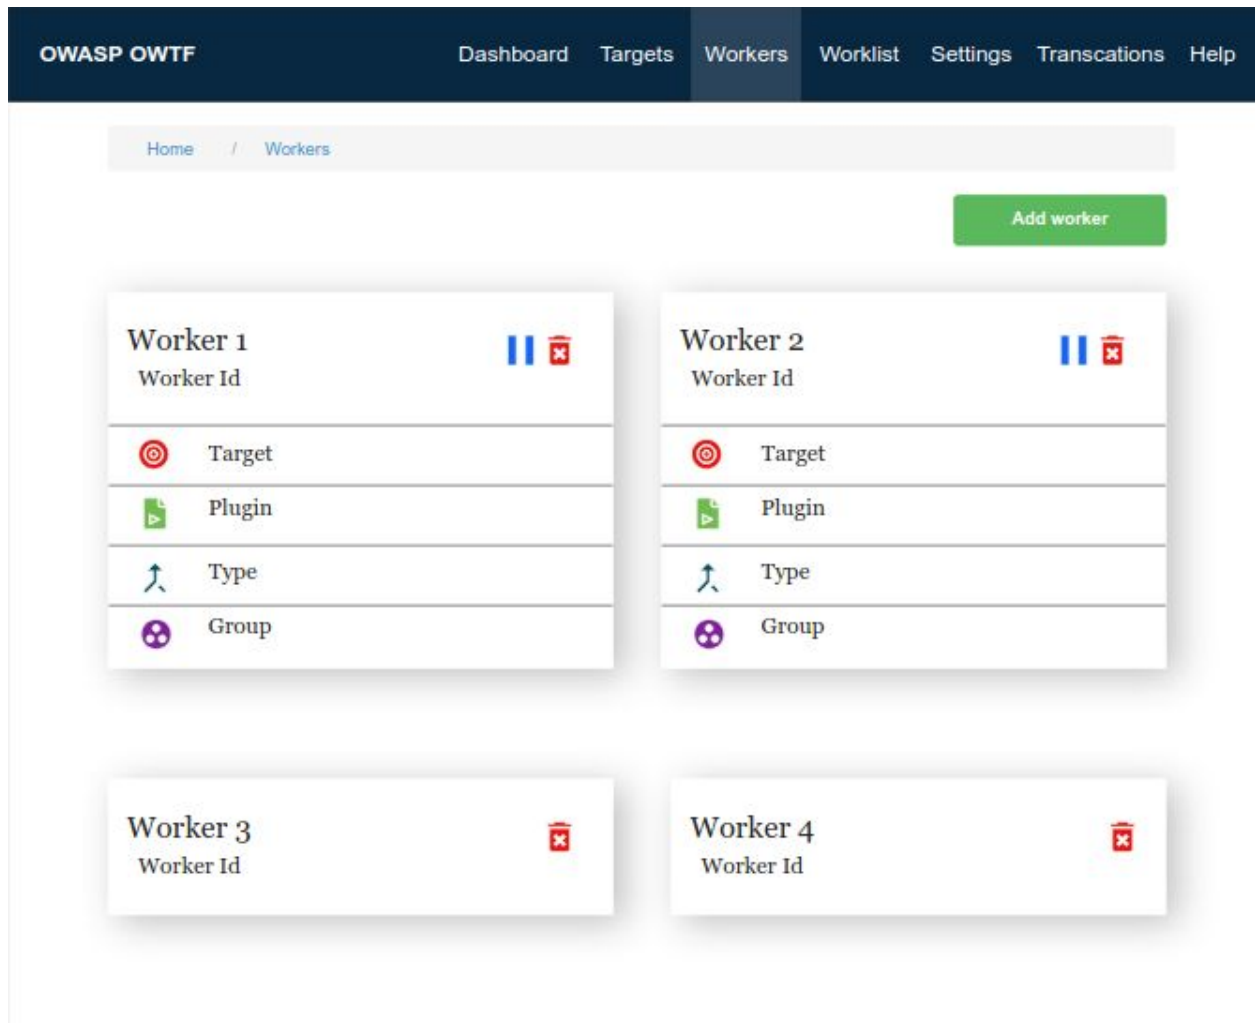 OWASP OWTF Dashboard Targets Workers Worklist Settings Transcations Help
Home / Workers
Add worker
Worker 1
Worker Id
Target
Plugin
Type
Group
Worker 2
Worker Id
Target
Plugin
Type
Group
Worker 3
Worker Id
Worker 4
Worker Id